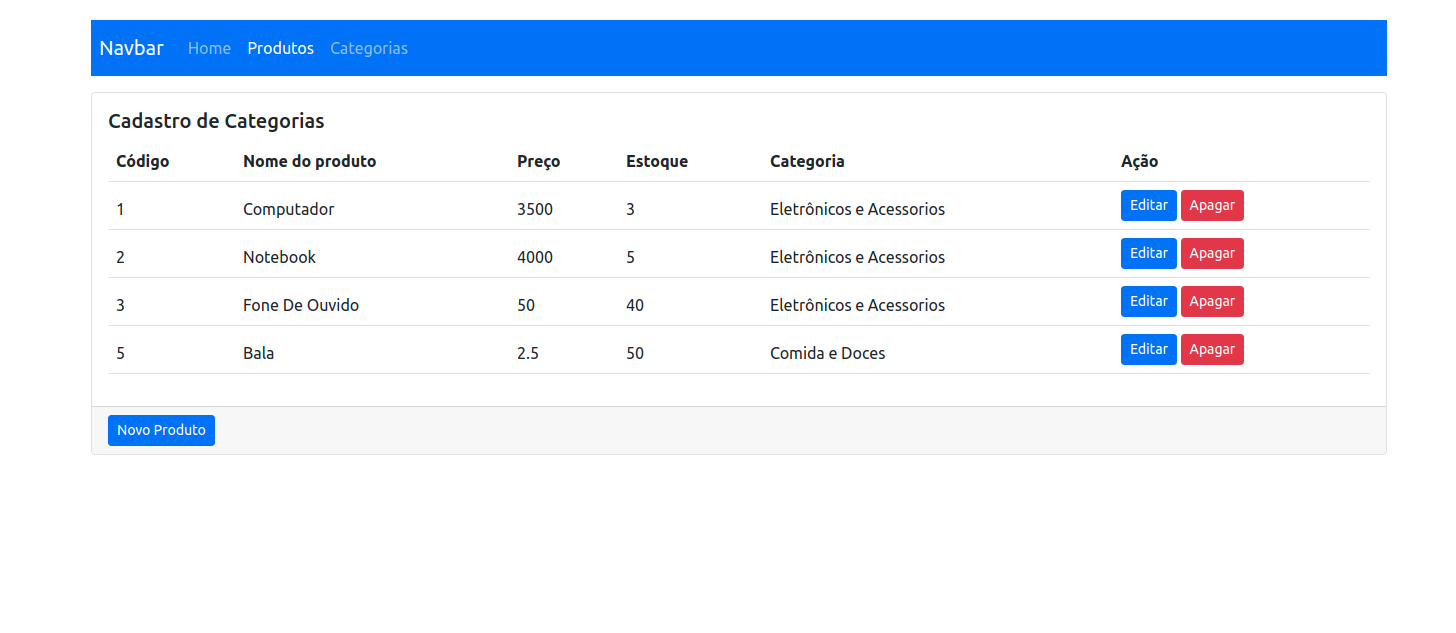 Navbar Home Produtos Categorias
Cadastro de Categorias
Código Nome do produto Preço Estoque Categoria Ação
1 Computador 3500 3 Eletrônicos e Acessorios Editar Apagar
2 Notebook 4000 5 Eletrônicos e Acessorios Editar Apagar
3 Fone De Ouvido 50 40 Eletrônicos e Acessorios Editar Apagar
5 Bala 2.5 50 Comida e Doces Editar Apagar
Novo Produto